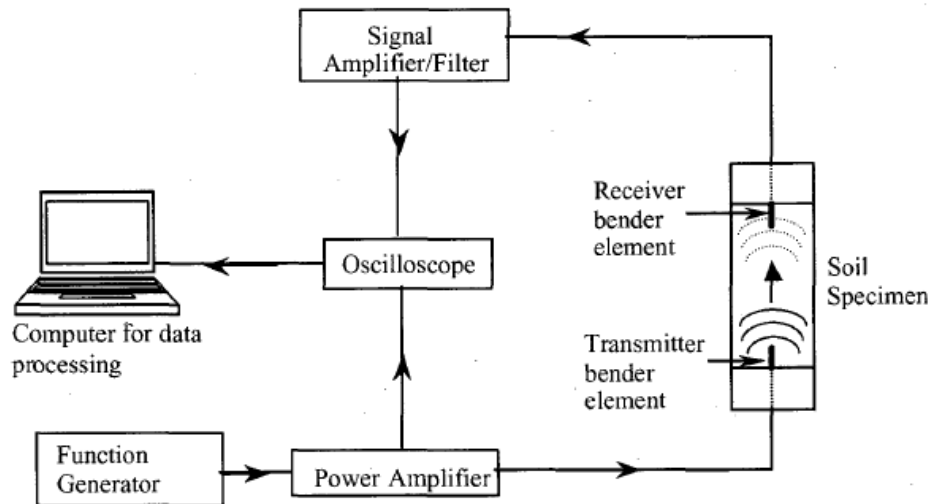 Signal
Amplifier/Filter
Receiver
bender
element
Oscilloscope
Soil
Specimen
Computer for data
processing
Transmitter
bender
element
Function
Generator
Power Amplifier